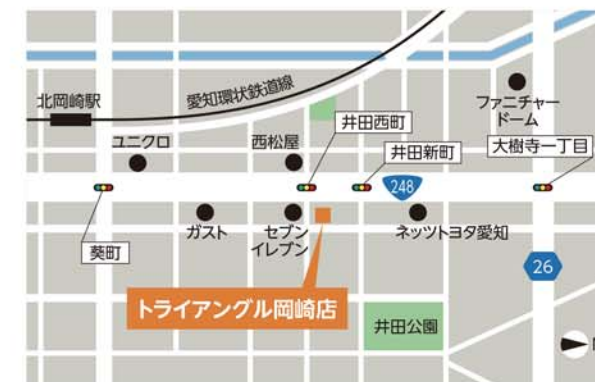 北岡崎駅
愛知環状鉄道線
ファニチャー
ドーム
ユニクロ
西松屋
井田西町
井田新町
大樹寺一丁目
248
葵町
ガスト
セブン
イレブン
ネッツトヨタ愛知
26
トライアングル岡崎店
井田公園